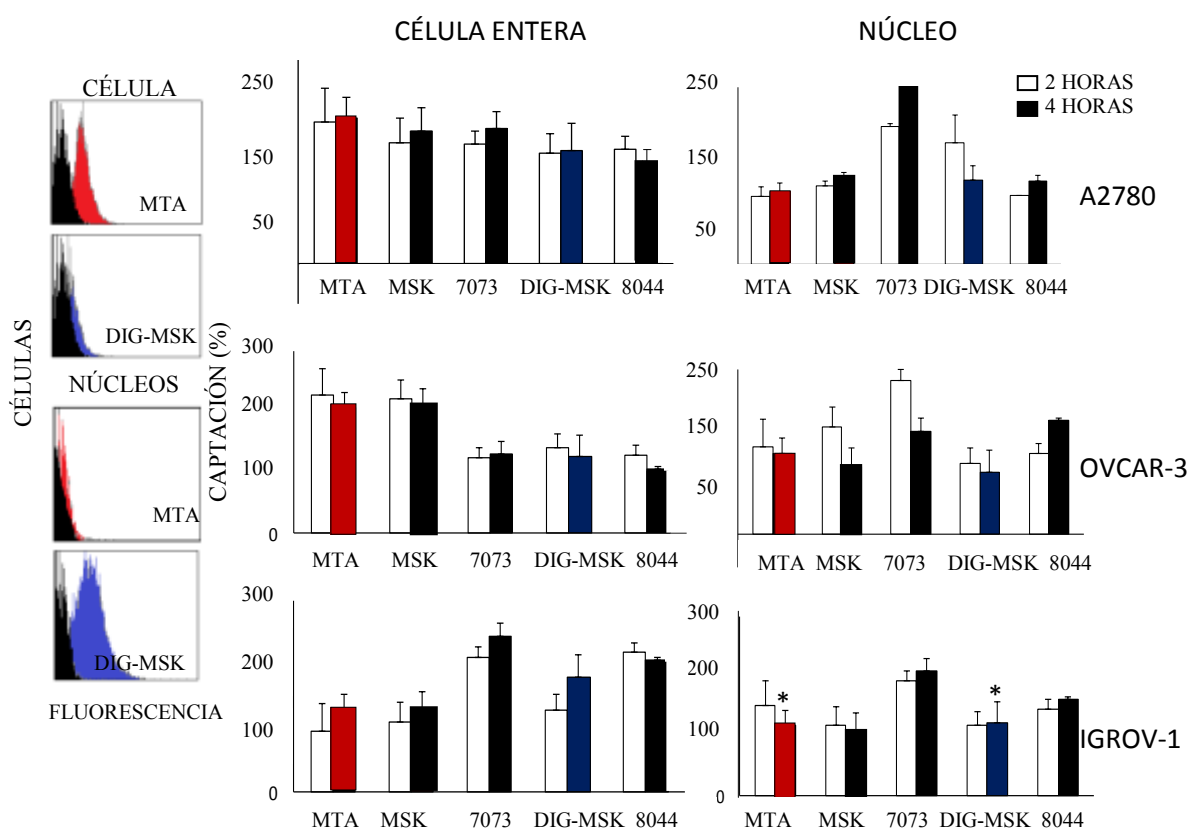 CÉLULA ENTERA
NÚCLEO
CÉLULA
MTA
DIG-MSK
NÚCLEOS
MTA
DIG-MSK
FLUORESCENCIA
CÉLULAS
CAPTACIÓN (%)
250
150
50
MTA MSK 7073 DIG-MSK 8044
250
150
50
2 HORAS
4 HORAS
MTA MSK 7073 DIG-MSK 8044
A2780
300
200
100
0
MTA MSK 7073 DIG-MSK 8044
250
150
50
MTA MSK 7073 DIG-MSK 8044
OVCAR-3
300
200
100
0
MTA MSK 7073 DIG-MSK 8044
300
200
100
0
* *
MTA MSK 7073 DIG-MSK 8044
IGROV-1